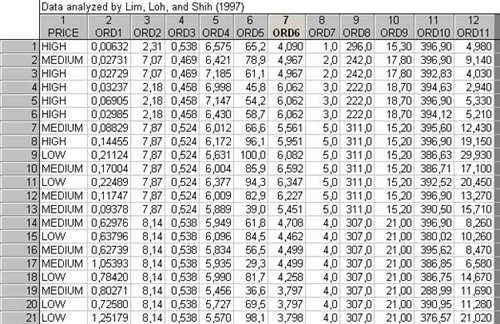 Data analyzed by Lim, Loh, and Shih (1997)
1 2 3 4 5 6 7 8 9 10 11 12
PRICE ORD1 ORD2 ORD3 ORD4 ORD5 ORD6 ORD7 ORD8 ORD9 ORD10 ORD11
1 HIGH 0,00632 2,31 0,538 6,575 65,2 4,090 1,0 296,0 15,30 396,90 4,980
2 MEDIUM 0,02731 7,07 0,469 6,421 78,9 4,967 2,0 242,0 17,80 396,90 9,140
3 HIGH 0,02729 7,07 0,469 7,185 61,1 4,967 2,0 242,0 17,80 392,83 4,030
4 HIGH 0,03237 2,18 0,458 6,998 45,8 6,062 3,0 222,0 18,70 394,63 2,940
5 HIGH 0,06905 2,18 0,458 7,147 54,2 6,062 3,0 222,0 18,70 396,90 5,330
6 HIGH 0,02985 2,18 0,458 6,430 58,7 6,062 3,0 222,0 18,70 394,12 5,210
7 MEDIUM 0,08829 7,87 0,524 6,012 66,6 5,561 5,0 311,0 15,20 395,60 12,430
8 HIGH 0,14455 7,87 0,524 6,172 96,1 5,951 5,0 311,0 15,20 396,90 19,150
9 LOW 0,21124 7,87 0,524 5,631 100,0 6,082 5,0 311,0 15,20 386,63 29,930
10 MEDIUM 0,17004 7,87 0,524 6,004 85,9 6,592 5,0 311,0 15,20 386,71 17,100
11 LOW 0,22489 7,87 0,524 6,377 94,3 6,347 5,0 311,0 15,20 392,52 20,450
12 MEDIUM 0,11747 7,87 0,524 6,009 82,9 6,227 5,0 311,0 15,20 396,90 13,270
13 MEDIUM 0,09378 7,87 0,524 5,889 39,0 5,451 5,0 311,0 15,20 390,50 15,710
14 MEDIUM 0,62976 8,14 0,538 5,949 61,8 4,708 4,0 307,0 21,00 396,90 8,260
15 LOW 0,63796 8,14 0,538 6,096 84,5 4,462 4,0 307,0 21,00 380,02 10,260
16 MEDIUM 0,62739 8,14 0,538 5,834 56,5 4,499 4,0 307,0 21,00 395,62 8,470
17 MEDIUM 1,05393 8,14 0,538 5,935 29,3 4,499 4,0 307,0 21,00 386,85 6,580
18 LOW 0,78420 8,14 0,538 5,990 81,7 4,258 4,0 307,0 21,00 386,75 14,670
19 MEDIUM 0,80271 8,14 0,538 5,456 36,6 3,797 4,0 307,0 21,00 288,99 11,690
20 LOW 0,72580 8,14 0,538 5,727 69,5 3,797 4,0 307,0 21,00 390,95 11,280
21 LOW 1,25179 8,14 0,538 5,570 98,1 3,798 4,0 307,0 21,00 376,57 21,020